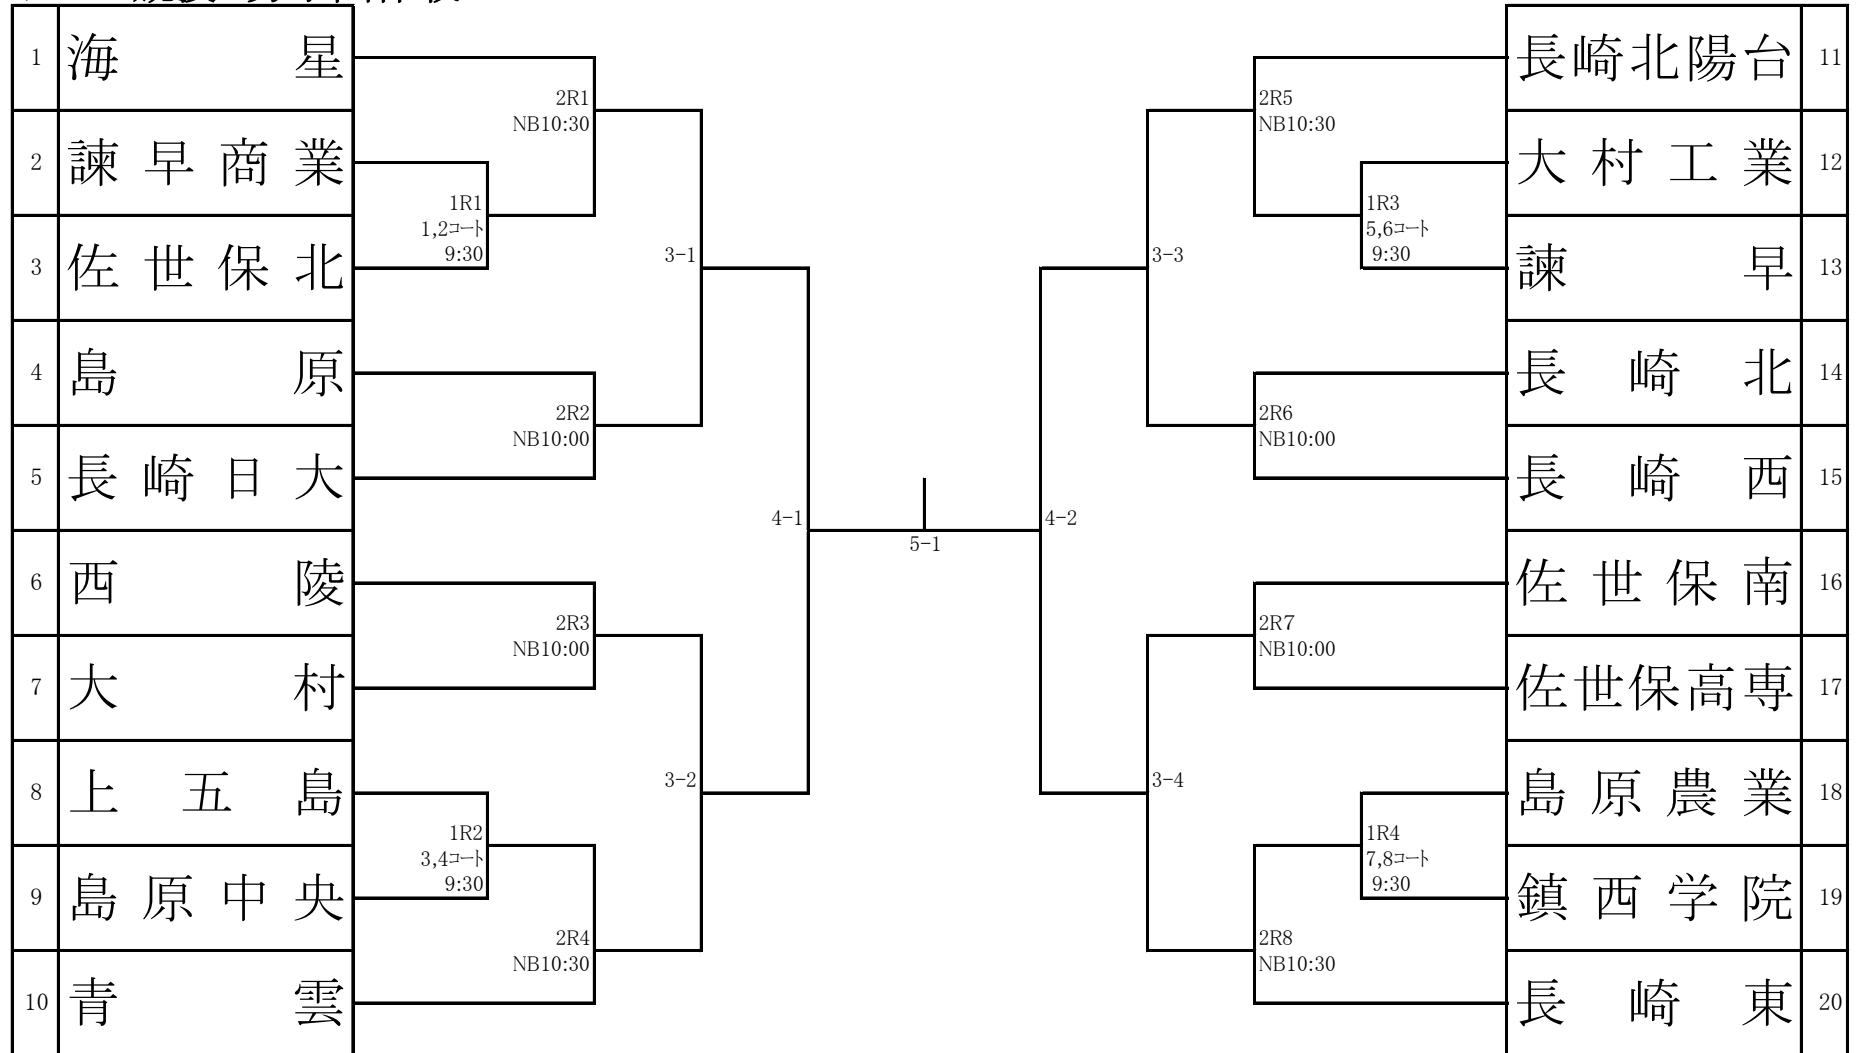 1 海星
2 諫早商業
3 佐世保北
4 島原
5 長崎日大
6 西陵
7 大村
8 上五島
9 島原中央
10 青雲
1R1
1,2コート
9:30
1R2
3,4コート
9:30
2R1
NB10:30
2R2
NB10:00
2R3
NB10:00
2R4
NB10:30
3-1
3-2
4-1
5-1
4-2
3-3
3-4
2R5
NB10:30
2R6
NB10:00
2R7
NB10:00
2R8
NB10:30
1R3
5,6コート
9:30
1R4
7,8コート
9:30
長崎北陽台 11
大村工業 12
諫早 13
長崎北 14
長崎西 15
佐世保南 16
佐世保高専 17
島原農業 18
鎮西学院 19
長崎東 20